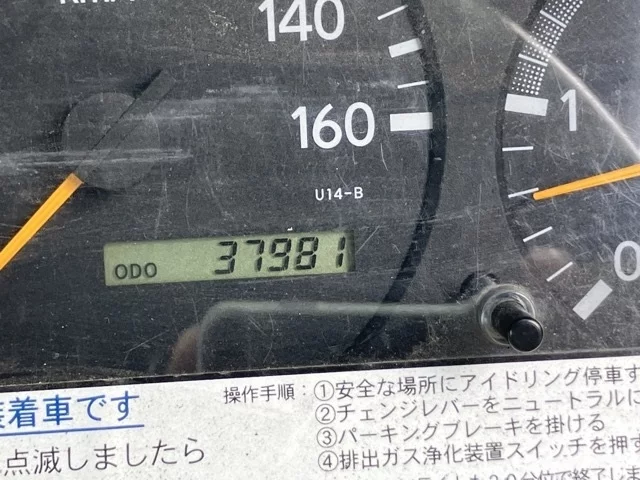 km/h
140
160
U14-B
ODO 37981
1
0
装着車です
点滅しましたら
操作手順：①安全な場所にアイドリング停車す
②チェンジレバーをニュートラルに
③パーキングブレーキを掛ける
④排出ガス浄化装置スイッチを押す